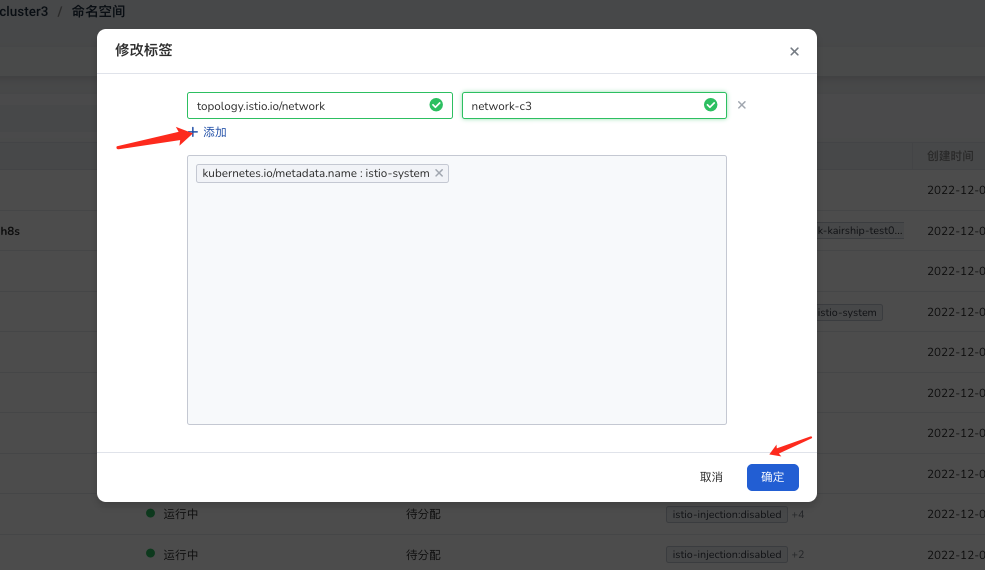 cluster3 / 命名空间
修改标签
topology.istio.io/network network-c3
+ 添加
kubernetes.io/metadata.name : istio-system
创建时间
2022-12-0
h8s k-kairship-test0... 2022-12-0
2022-12-0
istio-system 2022-12-0
2022-12-0
2022-12-0
2022-12-0
2022-12-0
取消 确定
运行中 待分配 istio-injection:disabled +4 2022-12-0
运行中 待分配 istio-injection:disabled +2 2022-12-0